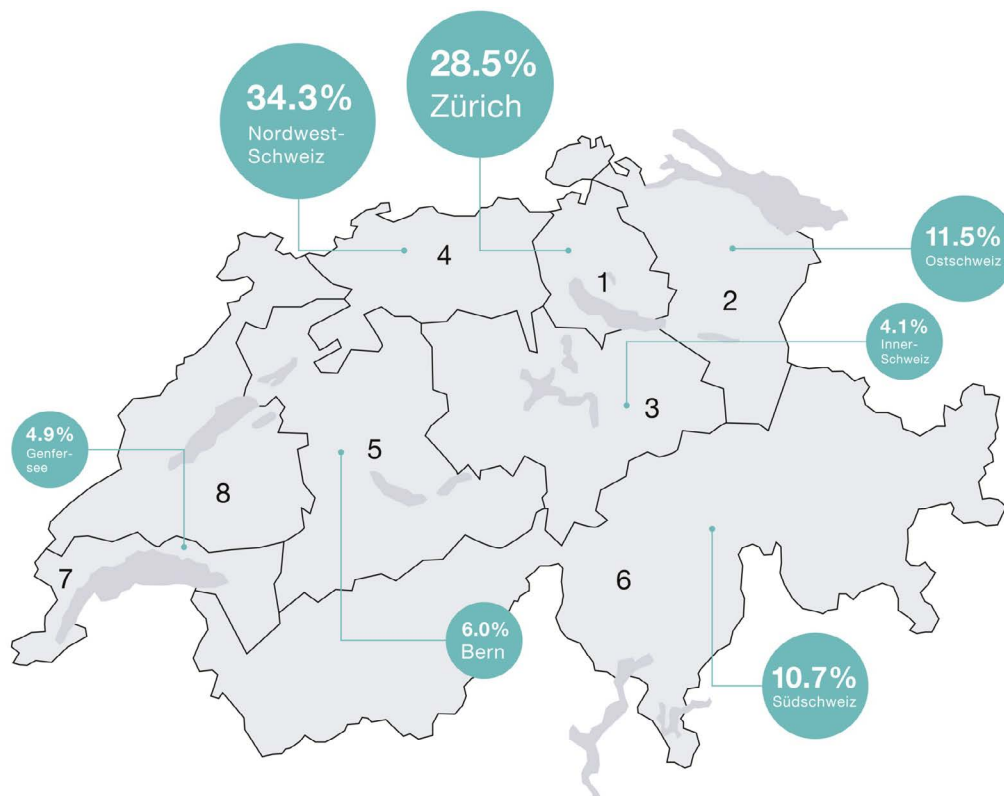 34.3%
Nordwest-
Schweiz
28.5%
Zürich
11.5%
Ostschweiz
4.1%
Inner-
Schweiz
4.9%
Genfer-
see
6.0%
Bern
10.7%
Südschweiz
4
1
2
3
5
8
7
6